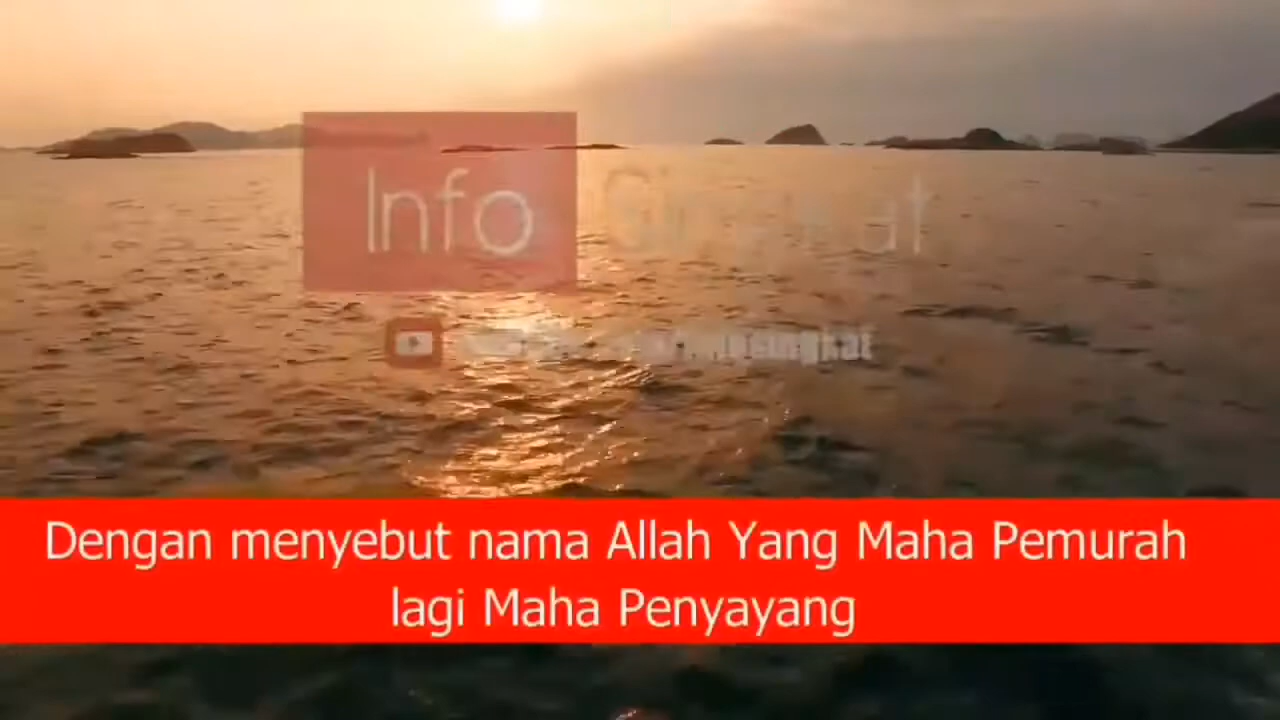 Info
Dengan menyebut nama Allah Yang Maha Pemurah
lagi Maha Penyayang